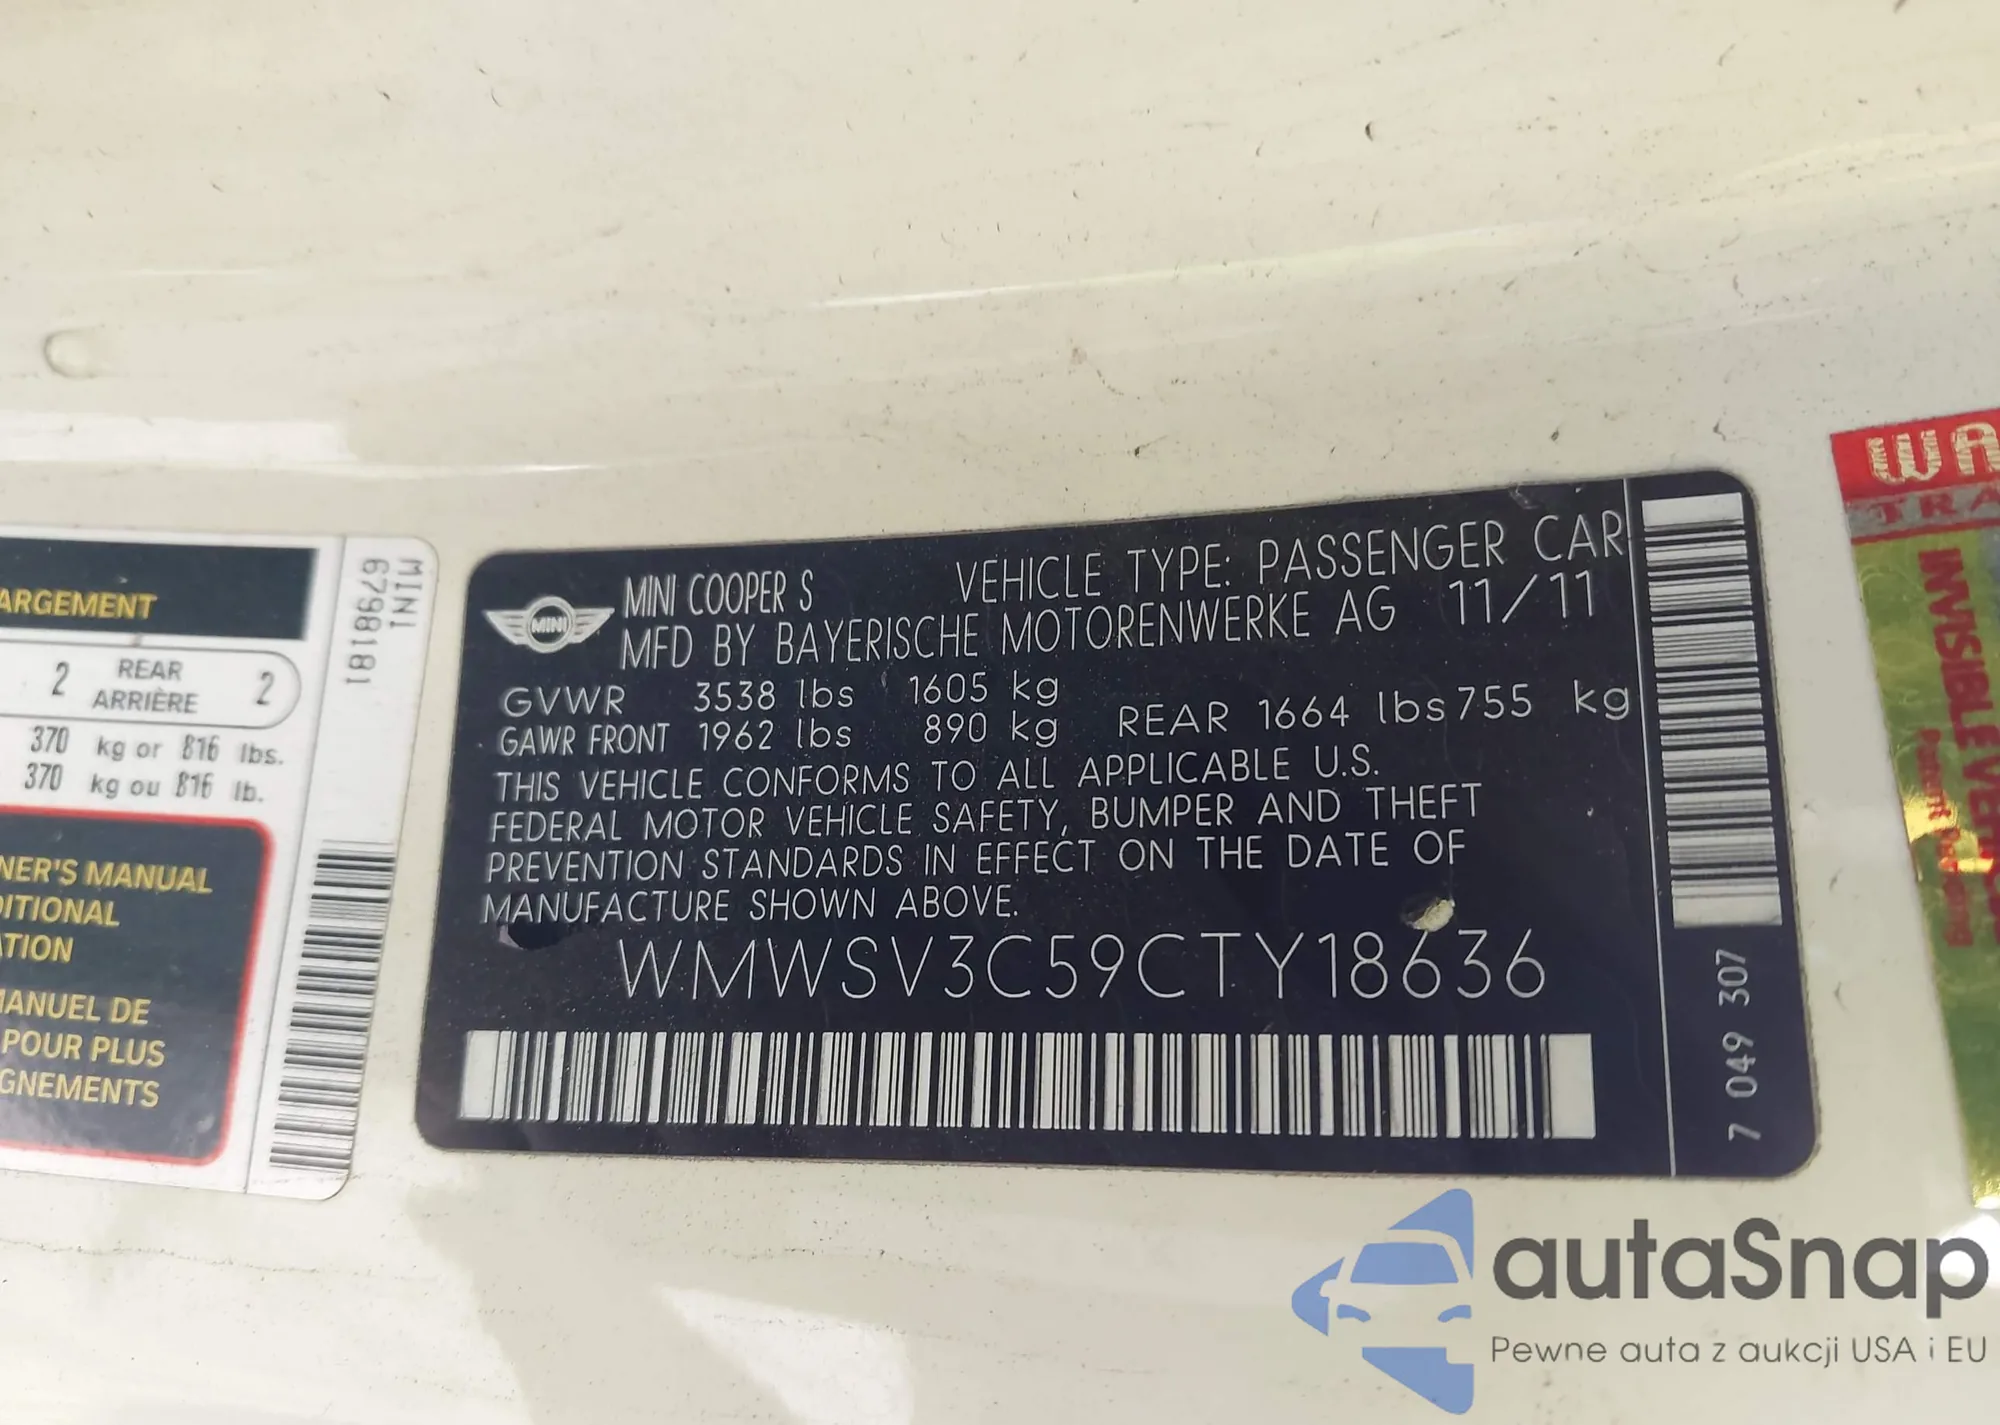 ARGEMENT
2 REAR 2
ARRIÈRE
370 kg or 816 lbs.
370 kg ou 816 lb.
NER'S MANUAL
DITIONAL
ATION
MANUEL DE
POUR PLUS
GNEMENTS
MINI
6798181
MINI
MINI COOPER S VEHICLE TYPE: PASSENGER CAR
MFD BY BAYERISCHE MOTORENWERKE AG 11/11
GVWR 3538 lbs 1605 kg
GAWR FRONT 1962 lbs 890 kg REAR 1664 lbs 755 kg
THIS VEHICLE CONFORMS TO ALL APPLICABLE U.S.
FEDERAL MOTOR VEHICLE SAFETY, BUMPER AND THEFT
PREVENTION STANDARDS IN EFFECT ON THE DATE OF
MANUFACTURE SHOWN ABOVE.
WMWSV3C59CTY18636
7 049 307
WA
TRA
INVISIBLE
autaSnap
Pewne auta z aukcji USA i EU